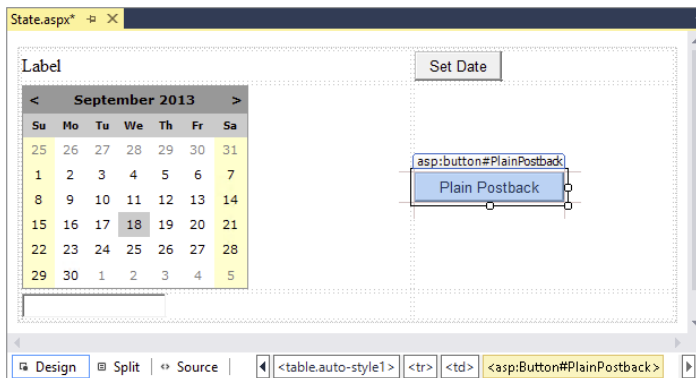 State.aspx*
Label
Set Date
< September 2013 >
Su Mo Tu We Th Fr Sa
25 26 27 28 29 30 31
1 2 3 4 5 6 7
8 9 10 11 12 13 14
15 16 17 18 19 20 21
22 23 24 25 26 27 28
29 30 1 2 3 4 5
asp:button#PlainPostback
Plain Postback
Design Split Source <table.auto-style1> <tr> <td> <asp:Button#PlainPostback>